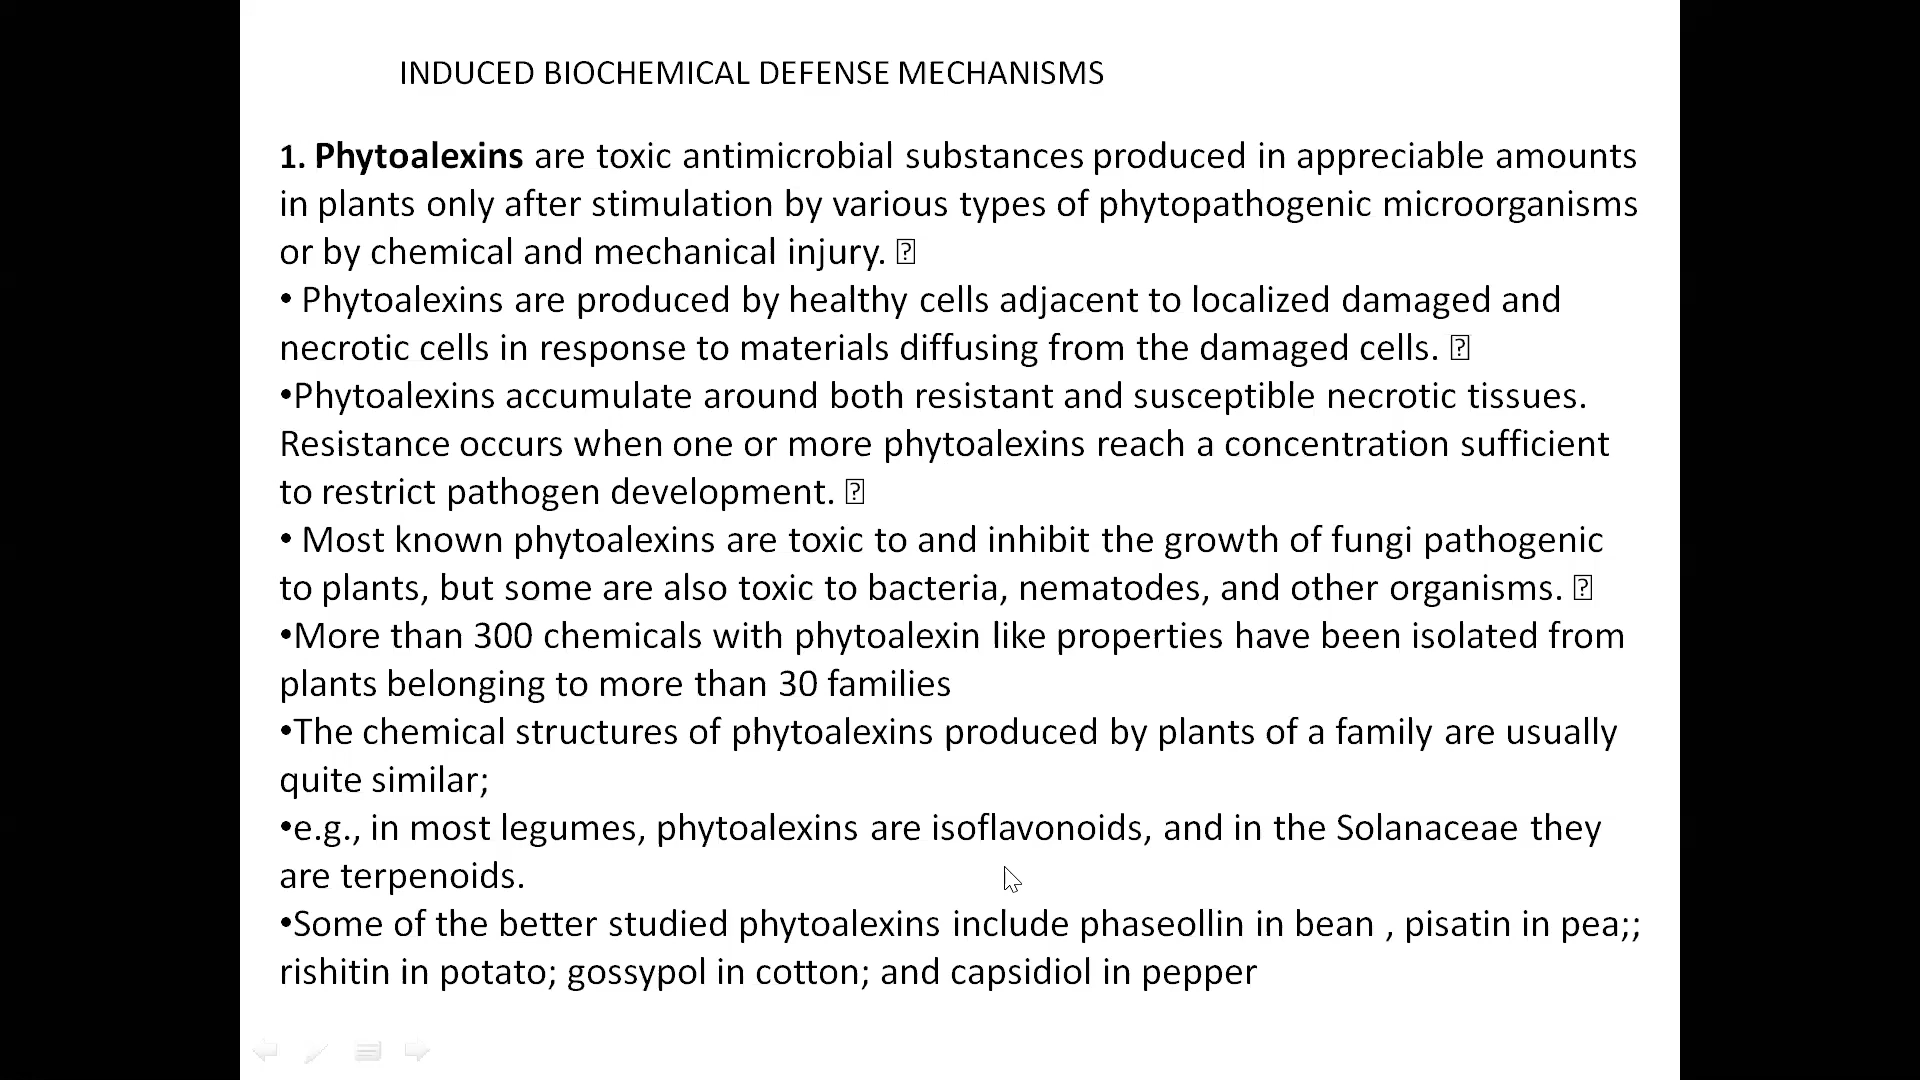 INDUCED BIOCHEMICAL DEFENSE MECHANISMS
1. Phytoalexins are toxic antimicrobial substances produced in appreciable amounts
in plants only after stimulation by various types of phytopathogenic microorganisms
or by chemical and mechanical injury. 
• Phytoalexins are produced by healthy cells adjacent to localized damaged and
necrotic cells in response to materials diffusing from the damaged cells. 
•Phytoalexins accumulate around both resistant and susceptible necrotic tissues.
Resistance occurs when one or more phytoalexins reach a concentration sufficient
to restrict pathogen development. 
• Most known phytoalexins are toxic to and inhibit the growth of fungi pathogenic
to plants, but some are also toxic to bacteria, nematodes, and other organisms. 
•More than 300 chemicals with phytoalexin like properties have been isolated from
plants belonging to more than 30 families
•The chemical structures of phytoalexins produced by plants of a family are usually
quite similar;
•e.g., in most legumes, phytoalexins are isoflavonoids, and in the Solanaceae they
are terpenoids.
•Some of the better studied phytoalexins include phaseollin in bean , pisatin in pea;;
rishitin in potato; gossypol in cotton; and capsidiol in pepper